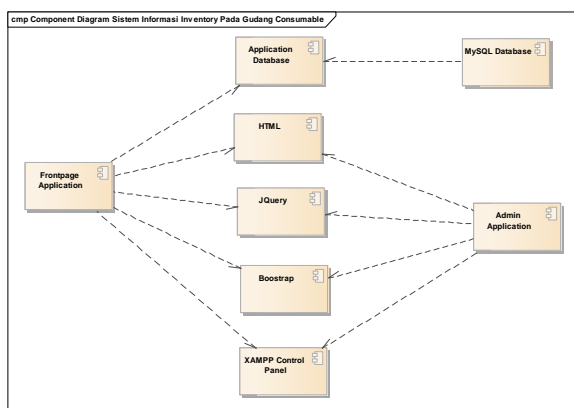 cmp Component Diagram Sistem Informasi Inventory Pada Gudang Consumable
Application
Database
MySQL Database
HTML
Frontpage
Application
JQuery
Admin
Application
Boostrap
XAMPP Control
Panel